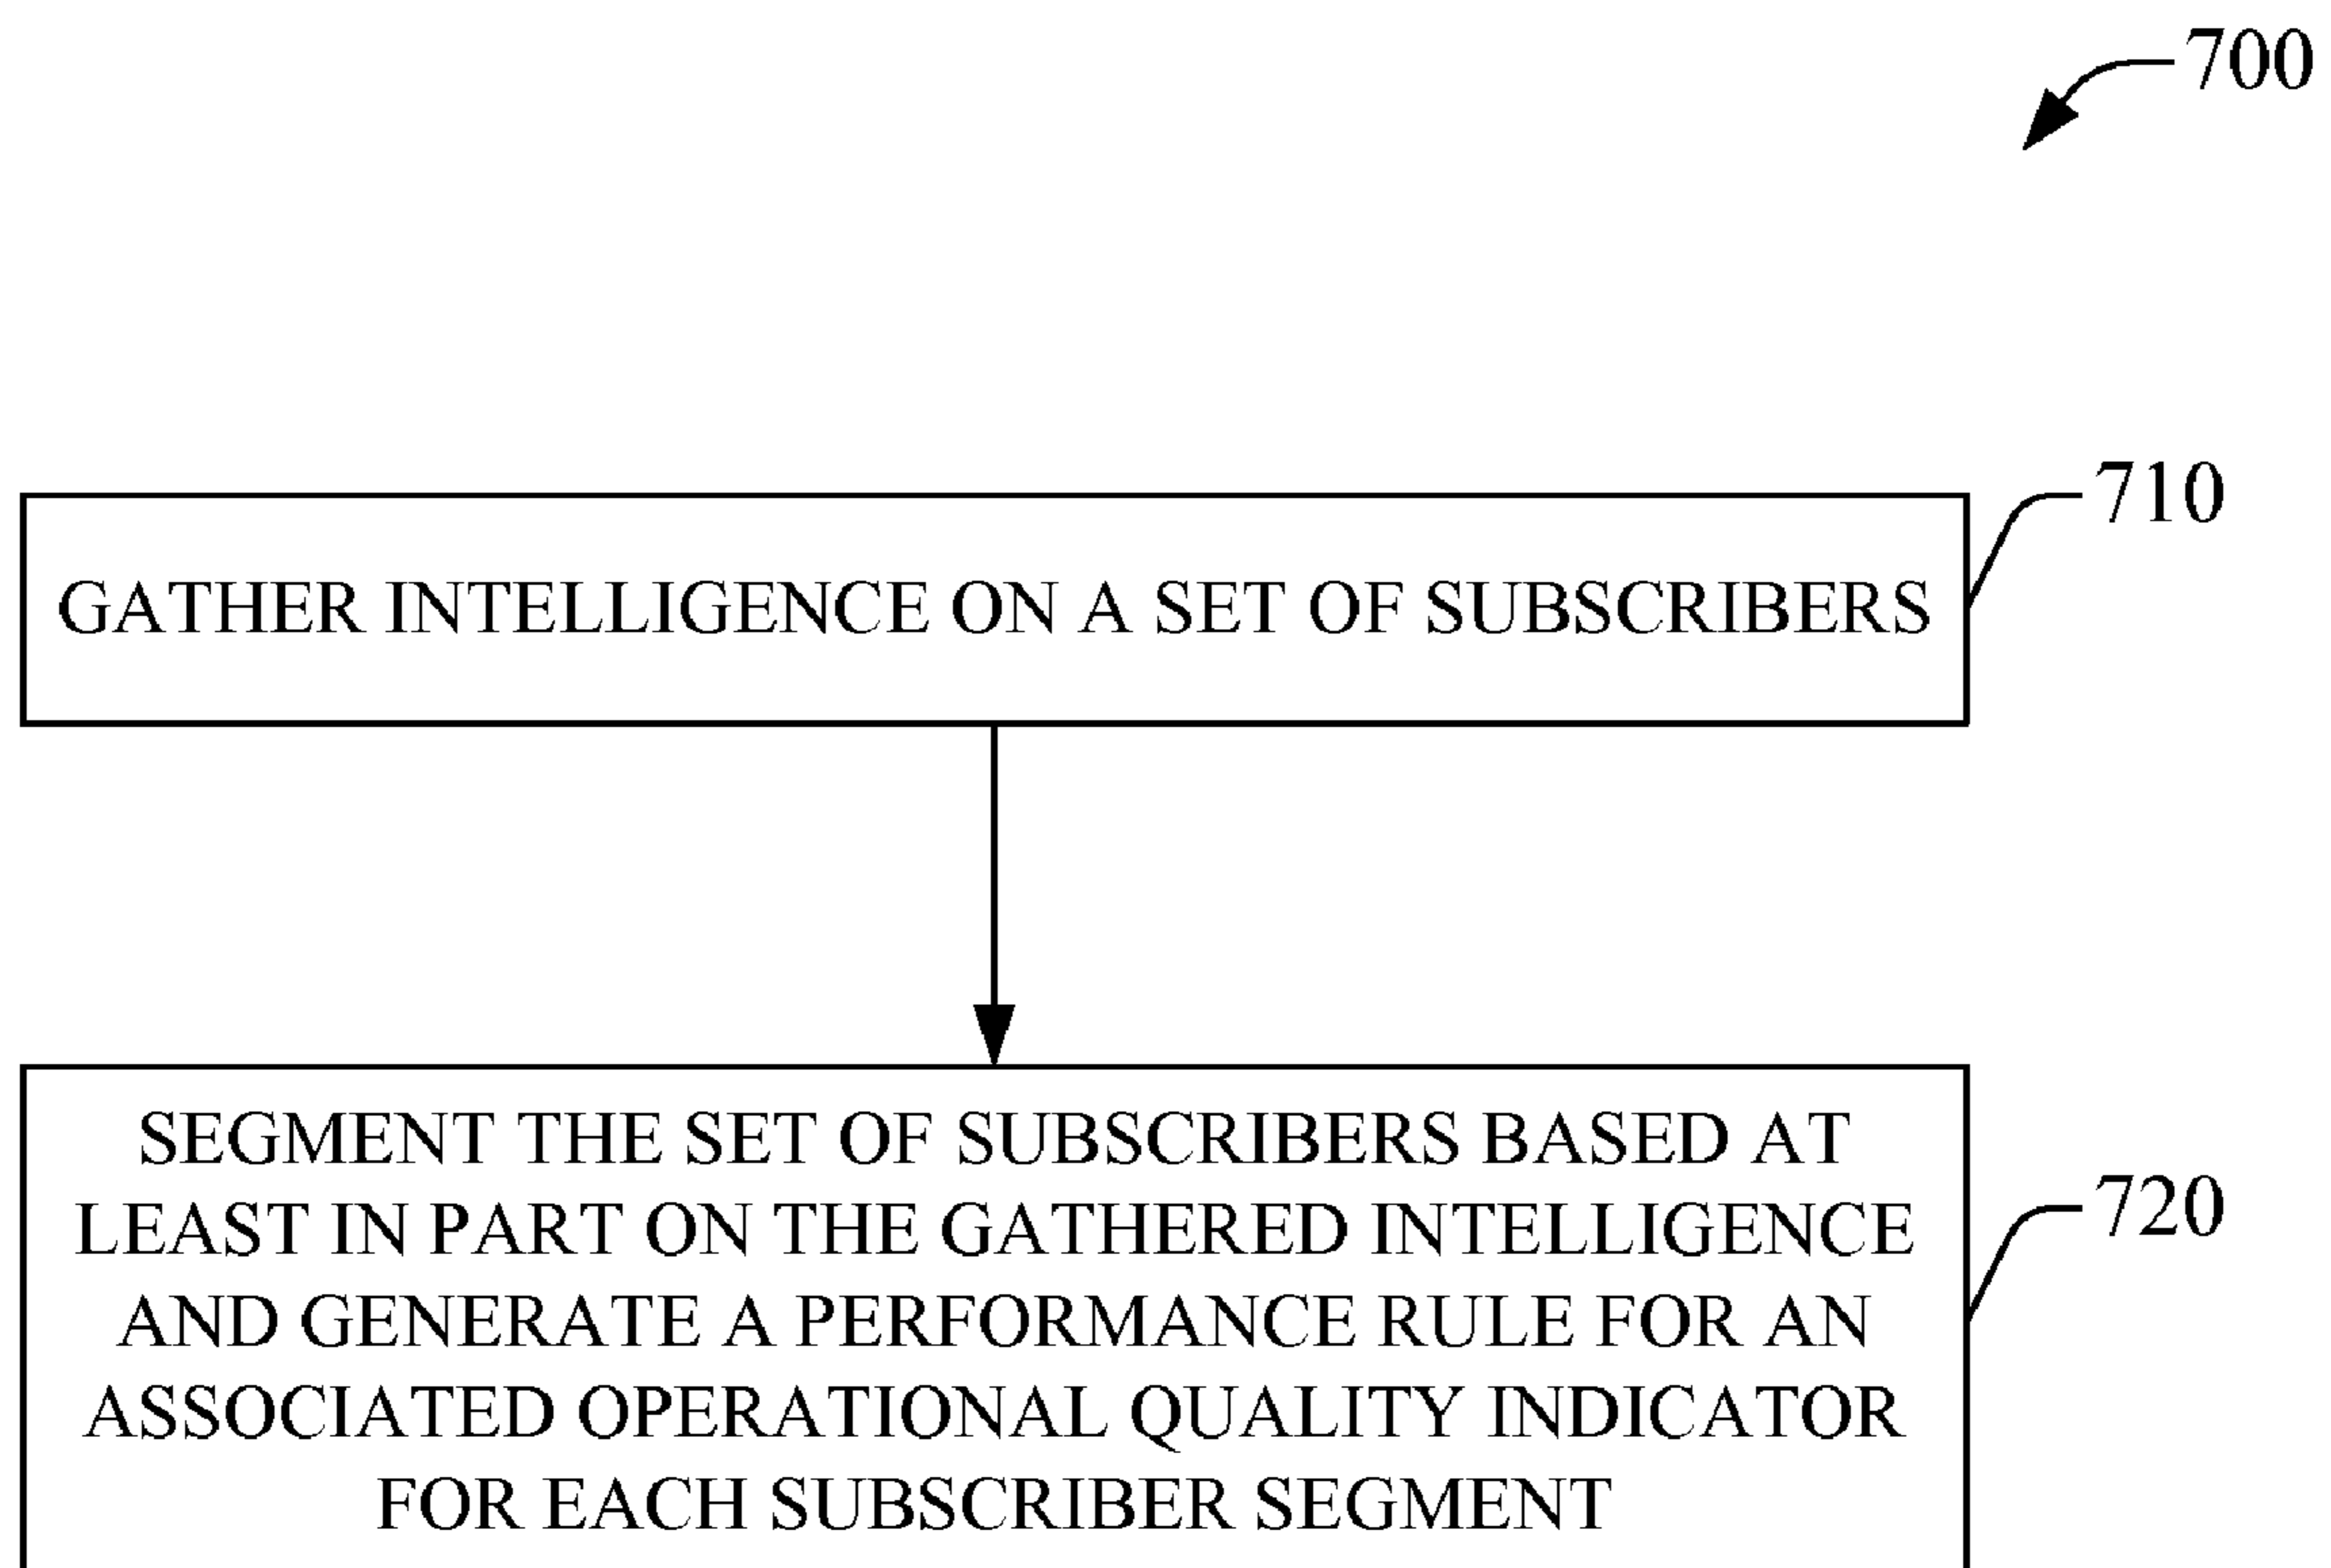 700
710
GATHER INTELLIGENCE ON A SET OF SUBSCRIBERS
SEGMENT THE SET OF SUBSCRIBERS BASED AT
LEAST IN PART ON THE GATHERED INTELLIGENCE
720
AND GENERATE A PERFORMANCE RULE FOR AN
ASSOCIATED OPERATIONAL QUALITY INDICATOR
FOR EACH SUBSCRIBER SEGMENT